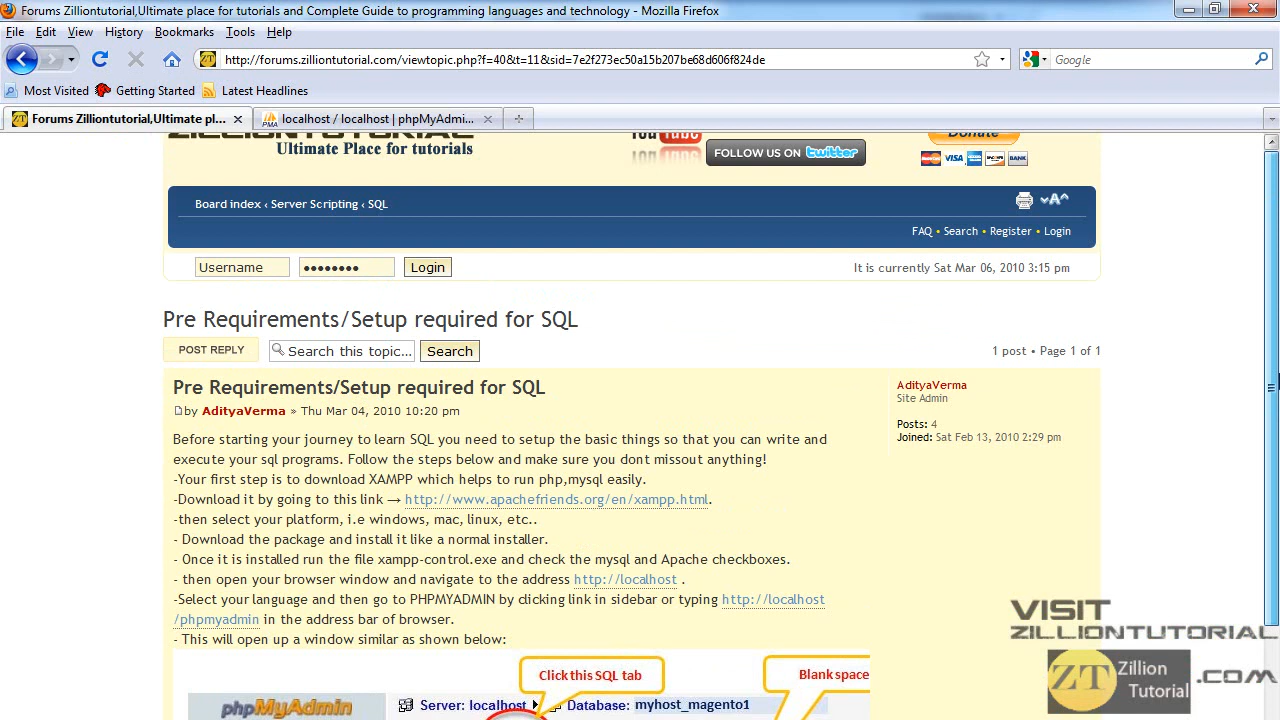 Forums Zilliontutorial,Ultimate place for tutorials and Complete Guide to programming languages and technology - Mozilla Firefox
File Edit View History Bookmarks Tools Help
ZT http://forums.zilliontutorial.com/viewtopic.php?f=40&t=11&sid=7e2f273ec50a15b207be68d606f824de Google
Most Visited Getting Started Latest Headlines
ZT Forums Zilliontutorial,Ultimate pl... PMA localhost / localhost | phpMyAdmin...
ZILLIONTUTORIAL You Tube Donate
Ultimate Place for tutorials FOLLOW US ON twitter VISA BANK
Board index ‹ Server Scripting ‹ SQL
FAQ • Search • Register • Login
Username •••••••• Login It is currently Sat Mar 06, 2010 3:15 pm
Pre Requirements/Setup required for SQL
POST REPLY Search this topic... Search 1 post • Page 1 of 1
Pre Requirements/Setup required for SQL
by AdityaVerma » Thu Mar 04, 2010 10:20 pm
AdityaVerma
Site Admin
Posts: 4
Joined: Sat Feb 13, 2010 2:29 pm
Before starting your journey to learn SQL you need to setup the basic things so that you can write and
execute your sql programs. Follow the steps below and make sure you dont missout anything!
-Your first step is to download XAMPP which helps to run php,mysql easily.
-Download it by going to this link → http://www.apachefriends.org/en/xampp.html.
-then select your platform, i.e windows, mac, linux, etc..
- Download the package and install it like a normal installer.
- Once it is installed run the file xampp-control.exe and check the mysql and Apache checkboxes.
- then open your browser window and navigate to the address http://localhost .
-Select your language and then go to PHPMYADMIN by clicking link in sidebar or typing http://localhost
/phpmyadmin in the address bar of browser.
- This will open up a window similar as shown below:
Click this SQL tab Blank space
phpMyAdmin Server: localhost Database: myhost_magento1
VISIT
ZILLIONTUTORIAL
ZT Zillion
Tutorial
.COM